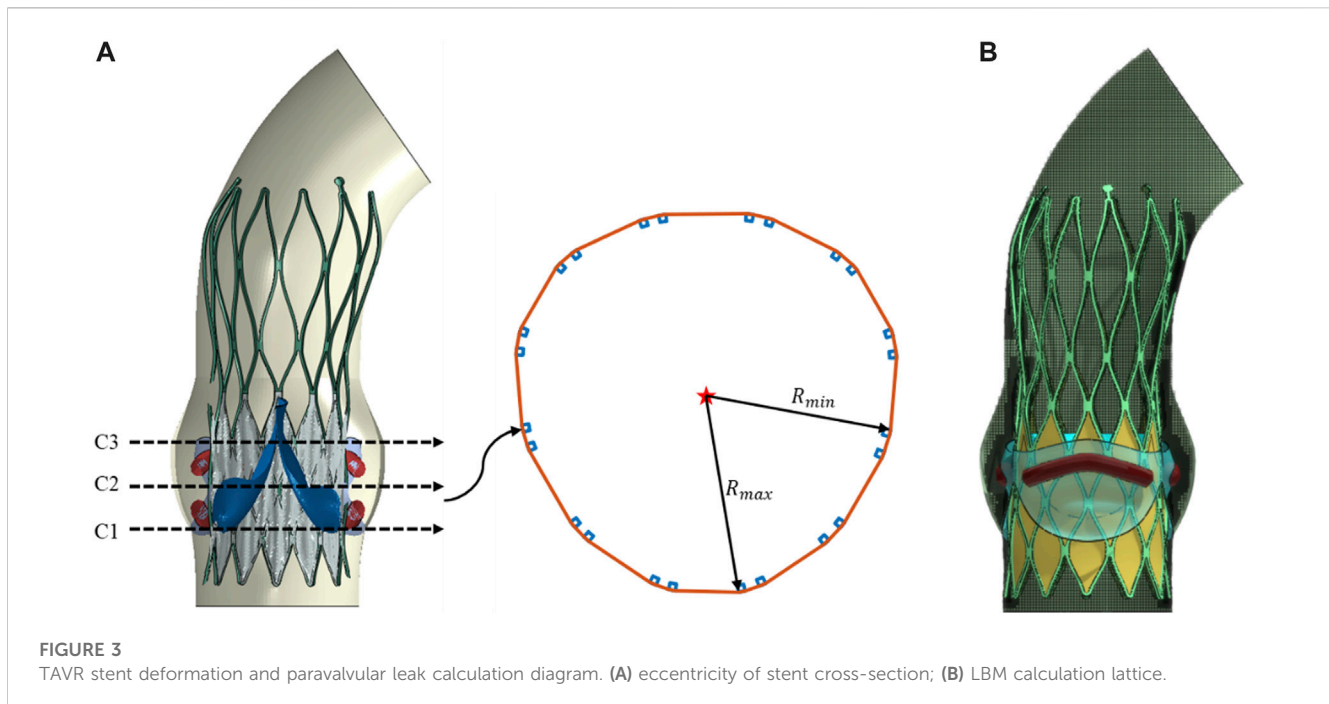 A
B
C3
C2
C1
R_min
R_max
FIGURE 3
TAVR stent deformation and paravalvular leak calculation diagram. (A) eccentricity of stent cross-section; (B) LBM calculation lattice.